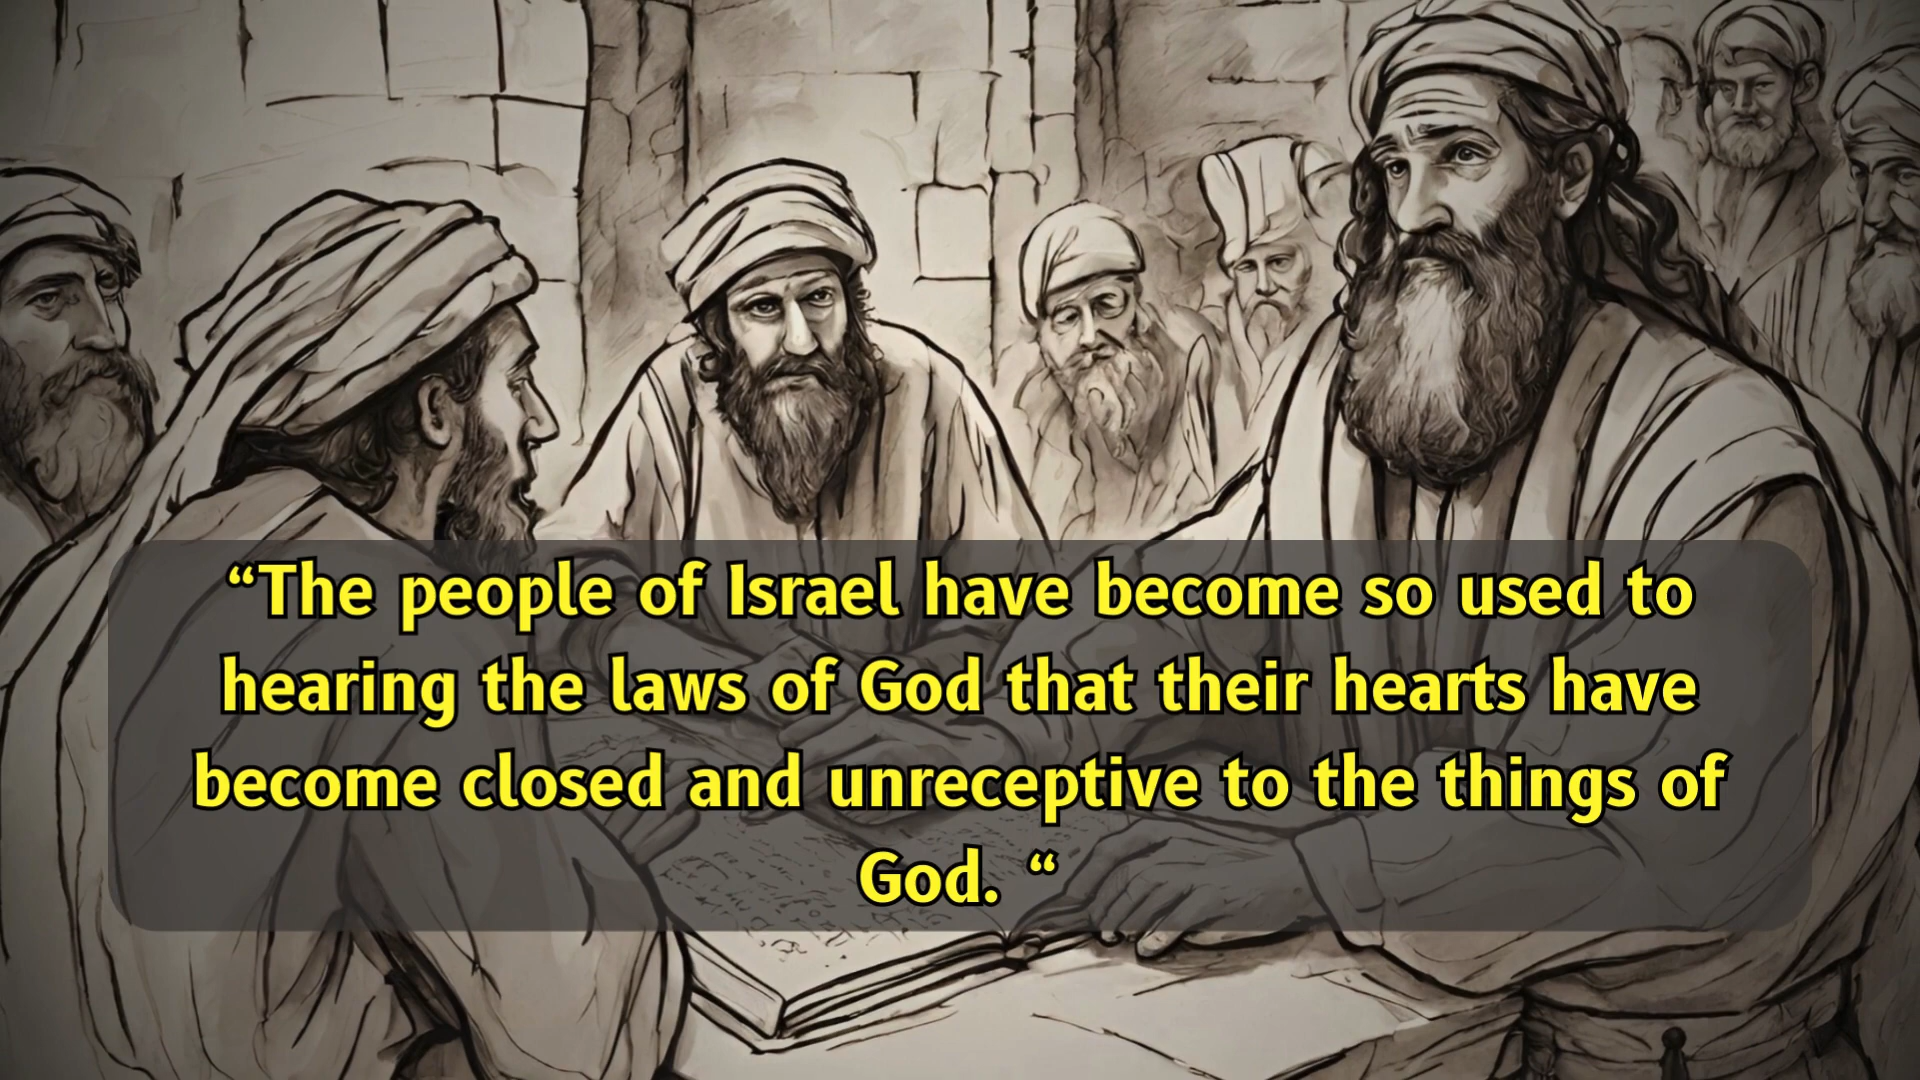 “The people of Israel have become so used to
hearing the laws of God that their hearts have
become closed and unreceptive to the things of
God. “